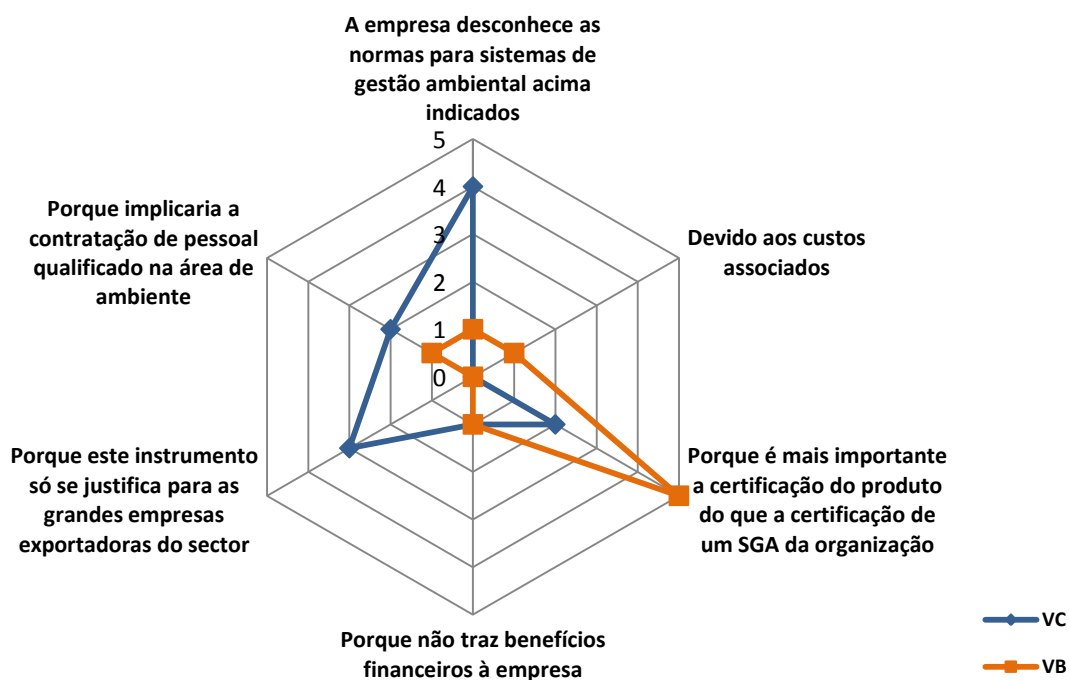 A empresa desconhece as
normas para sistemas de
gestão ambiental acima
indicados
5
4
3
2
1
0
Devido aos custos
associados
Porque é mais importante
a certificação do produto
do que a certificação de
um SGA da organização
Porque não traz benefícios
financeiros à empresa
Porque este instrumento
só se justifica para as
grandes empresas
exportadoras do sector
Porque implicaria a
contratação de pessoal
qualificado na área de
ambiente
VC
VB